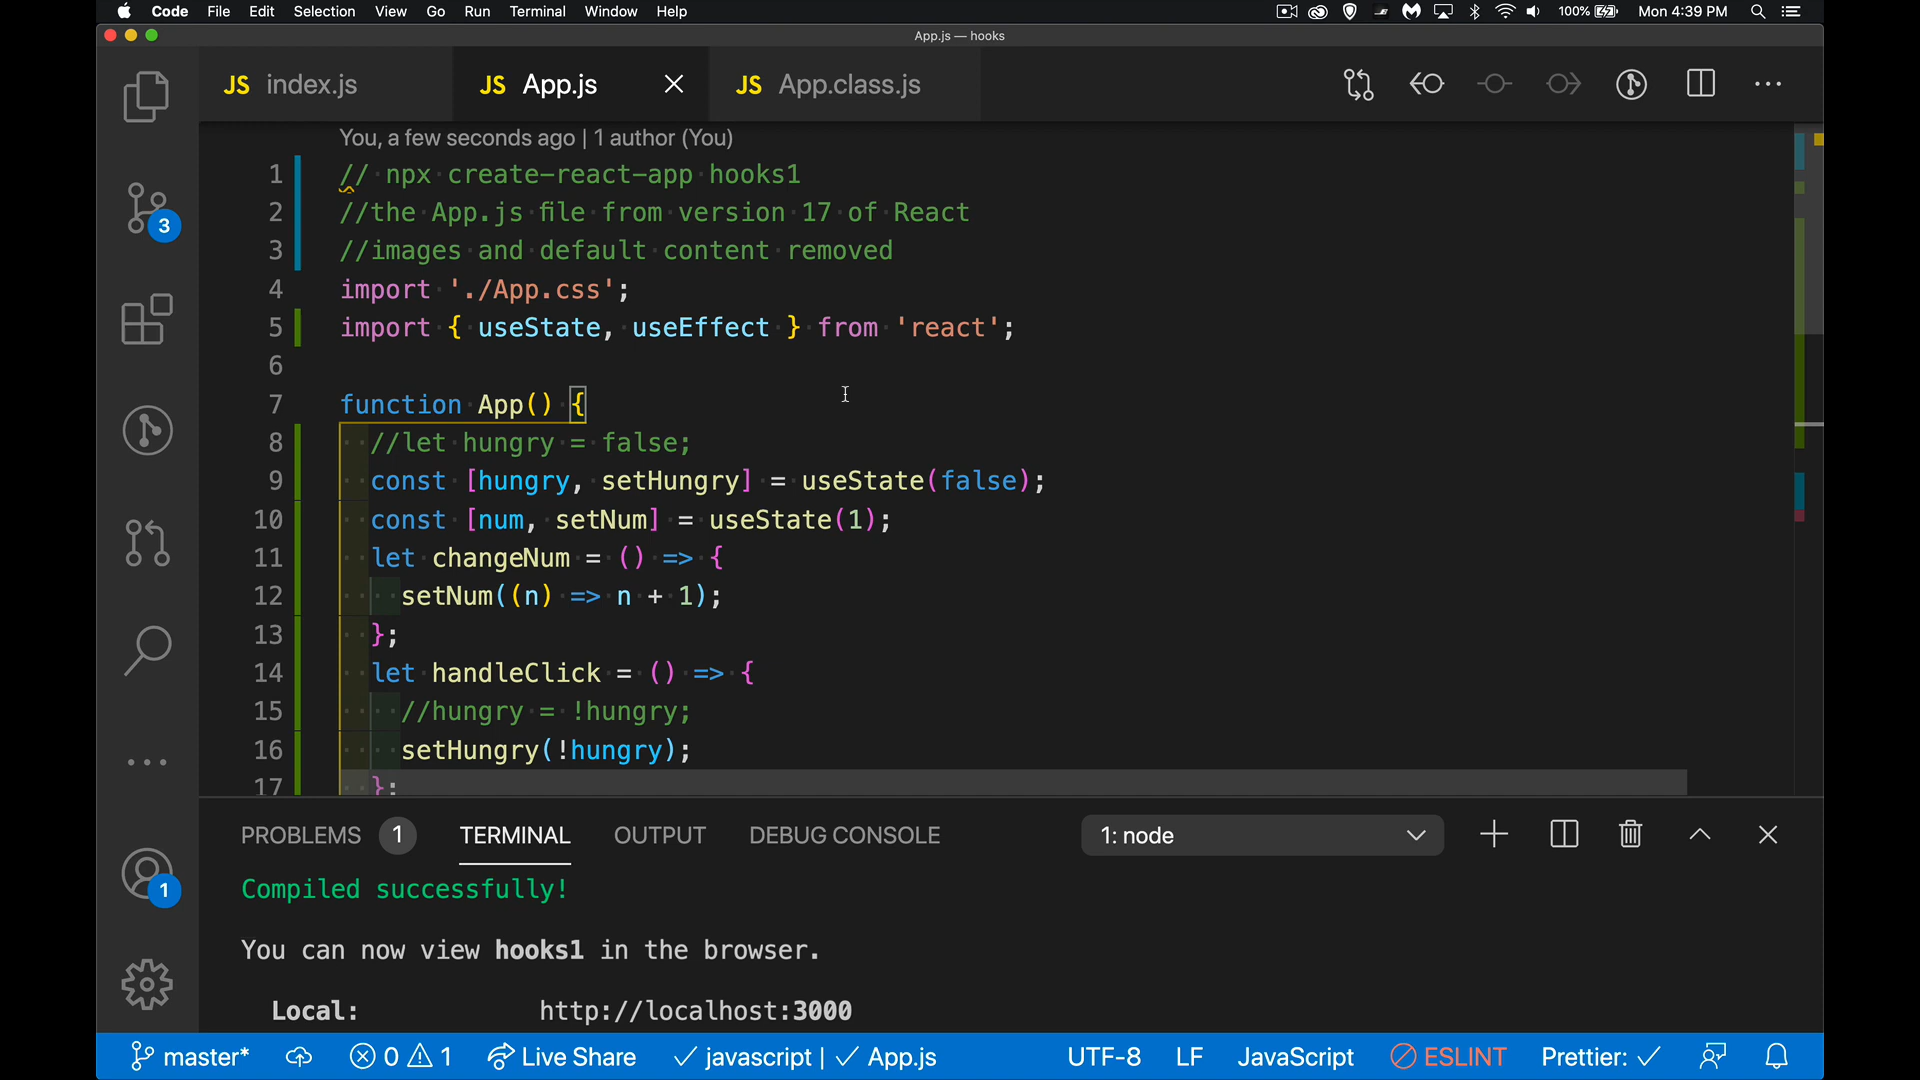 Code File Edit Selection View Go Run Terminal Window Help 100% Mon 4:39 PM
App.js — hooks
JS index.js JS App.js JS App.class.js
You, a few seconds ago | 1 author (You)
1 // npx create-react-app hooks1
2 //the App.js file from version 17 of React
3 //images and default content removed
4 import './App.css';
5 import { useState, useEffect } from 'react';
6
7 function App() {
8 //let hungry = false;
9 const [hungry, setHungry] = useState(false);
10 const [num, setNum] = useState(1);
11 let changeNum = () => {
12 setNum((n) => n + 1);
13 };
14 let handleClick = () => {
15 //hungry = !hungry;
16 setHungry(!hungry);
17 };
3
1
PROBLEMS 1 TERMINAL OUTPUT DEBUG CONSOLE 1: node
Compiled successfully!
You can now view hooks1 in the browser.
Local: http://localhost:3000
master* 0 1 Live Share javascript | App.js UTF-8 LF JavaScript ESLINT Prettier: